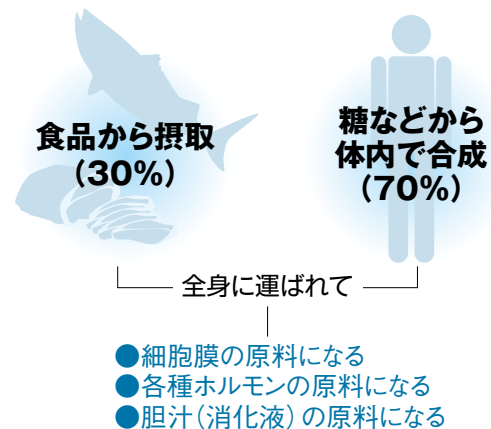 食品から摂取
（30%）
糖などから
体内で合成
（70%）
全身に運ばれて
●細胞膜の原料になる
●各種ホルモンの原料になる
●胆汁（消化液）の原料になる